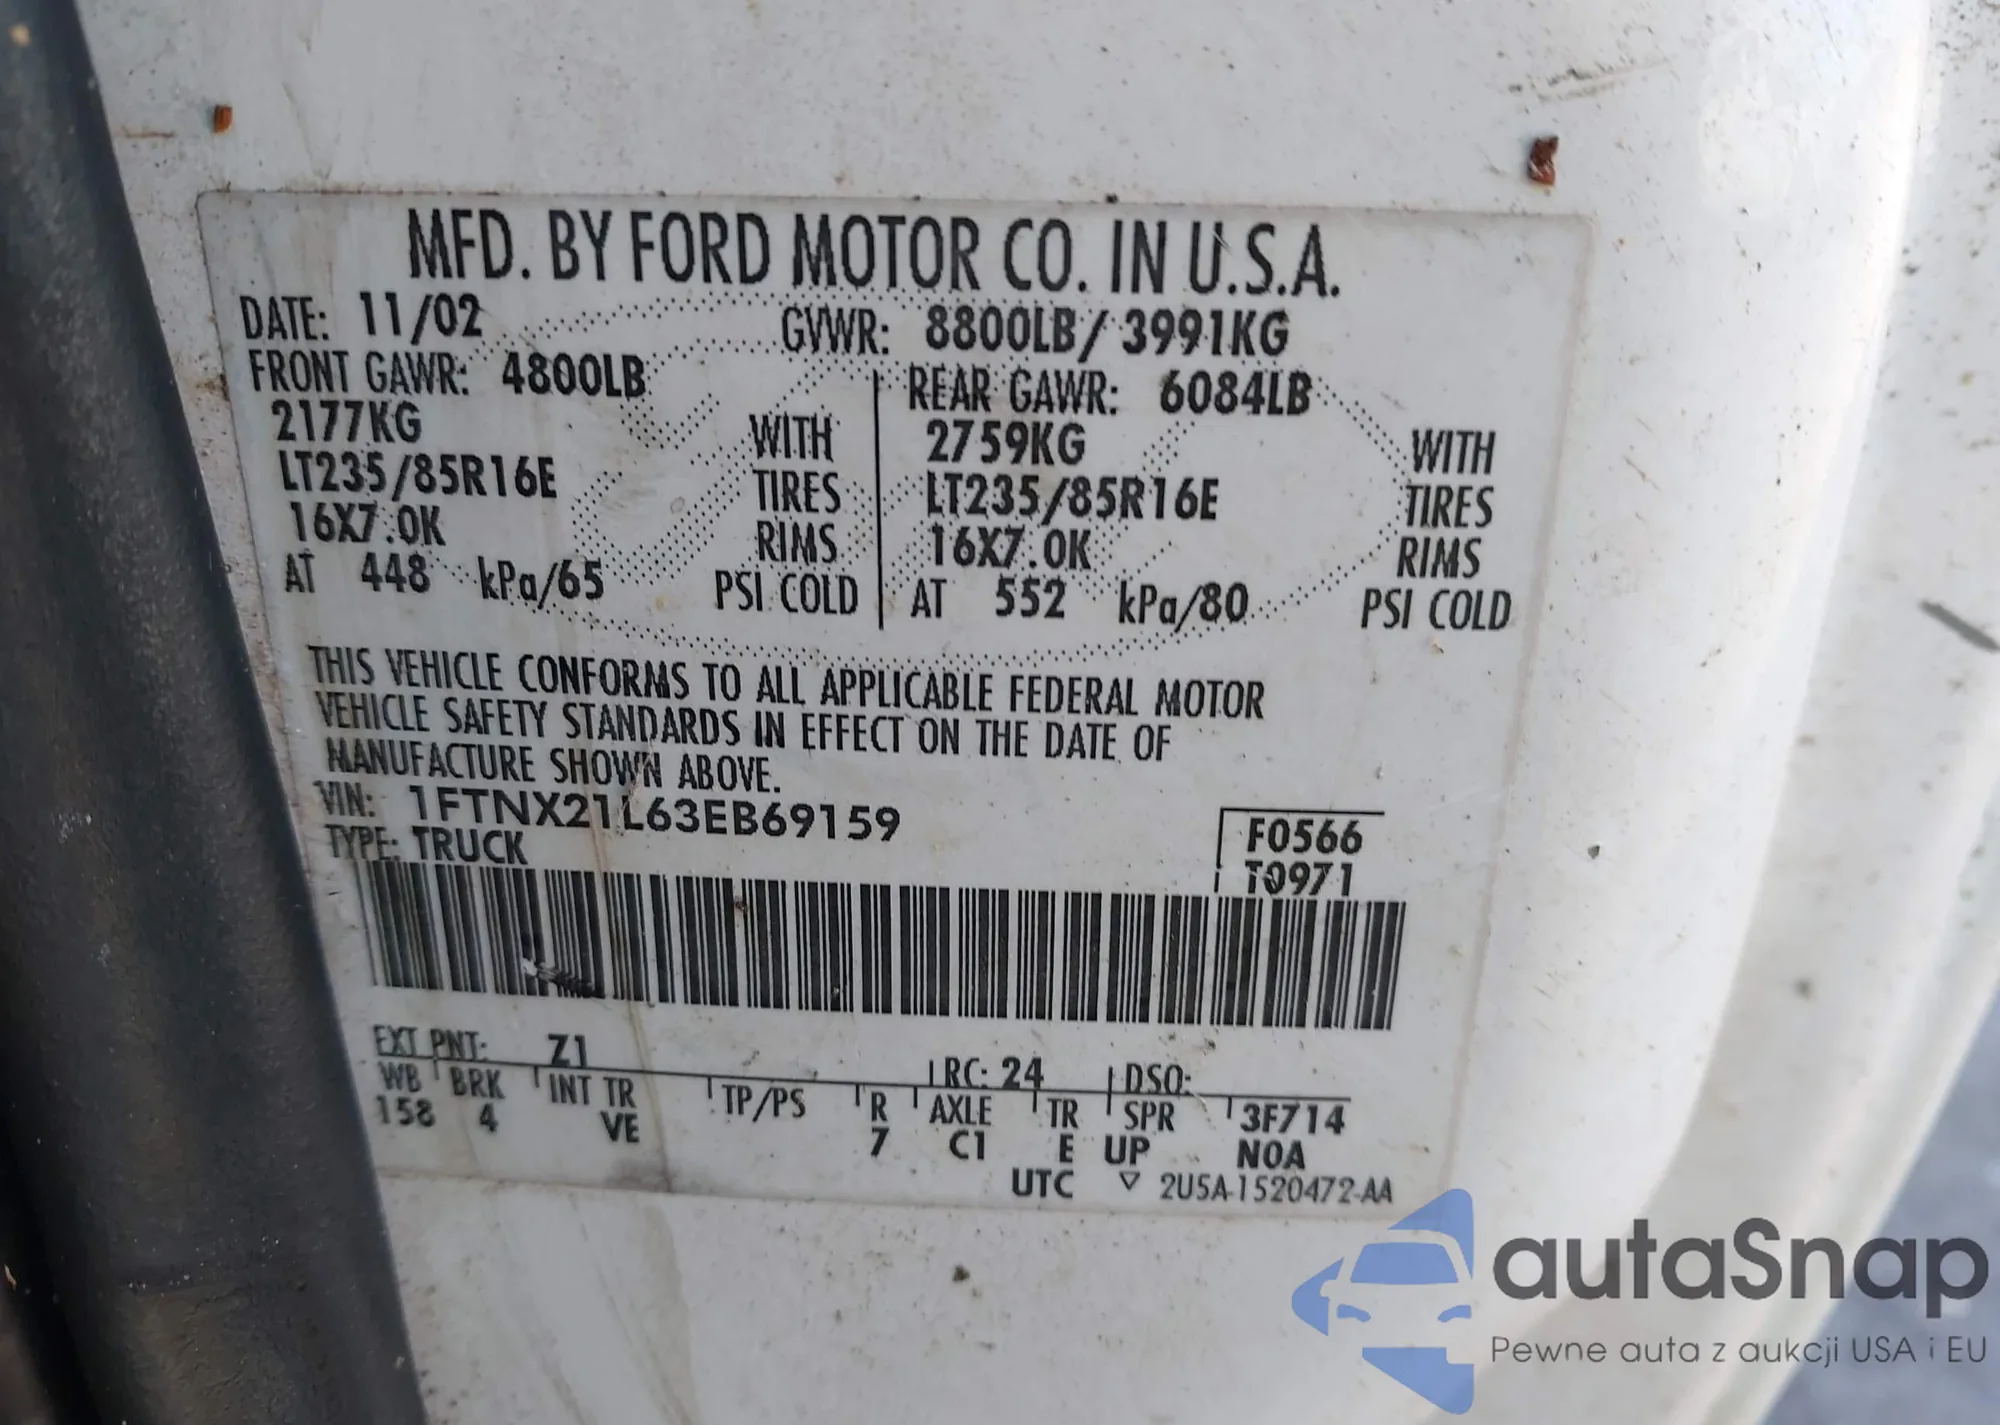 MFD. BY FORD MOTOR CO. IN U.S.A.
DATE: 11/02 GVWR: 8800LB/ 3991KG
FRONT GAWR: 4800LB REAR GAWR: 6084LB
2177KG WITH 2759KG WITH
LT235/85R16E TIRES LT235/85R16E TIRES
16X7.0K RIMS 16X7.0K RIMS
AT 448 kPa/65 PSI COLD AT 552 kPa/80 PSI COLD
THIS VEHICLE CONFORMS TO ALL APPLICABLE FEDERAL MOTOR
VEHICLE SAFETY STANDARDS IN EFFECT ON THE DATE OF
MANUFACTURE SHOWN ABOVE.
VIN: 1FTNX21L63EB69159 F0566
TYPE: TRUCK T0971
EXT PNT: Z1 RC: 24 DSO:
WB BRK INT TR TP/PS R AXLE TR SPR 3F714
158 4 VE 7 C1 E UP N0A
UTC ▽ 2U5A-1520472-AA
autaSnap
Pewne auta z aukcji USA i EU